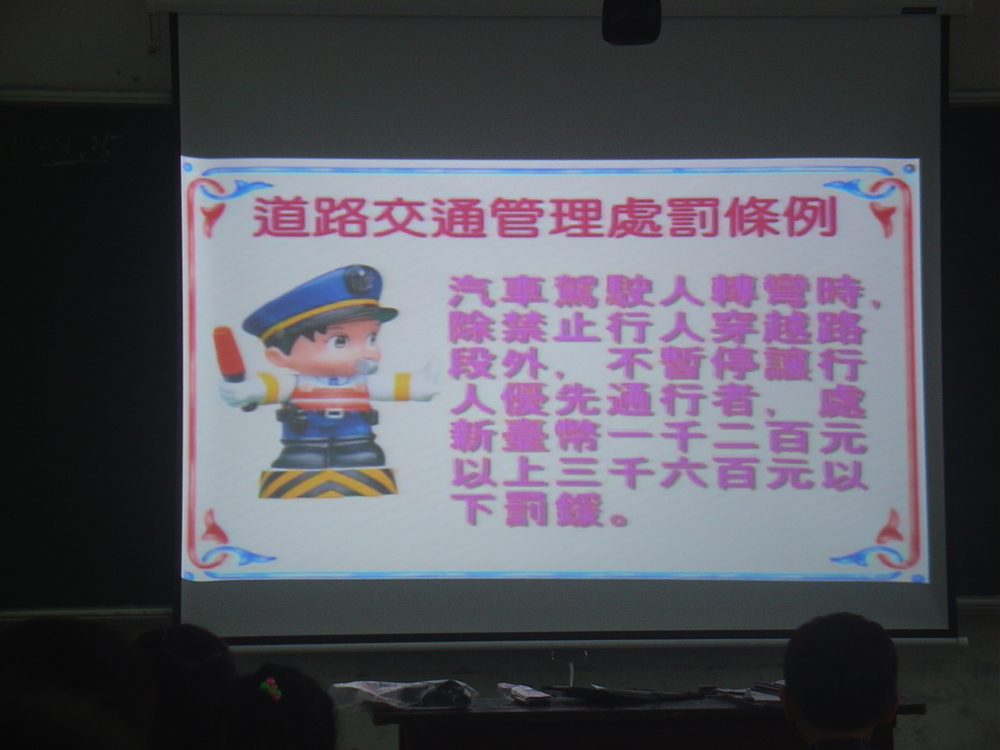 道路交通管理處罰條例
汽車駕駛人轉彎時，
除禁止行人穿越路
段外，不暫停讓行
人優先通行者，處
新臺幣一千二百元
以上三千六百元以
下罰鍰。